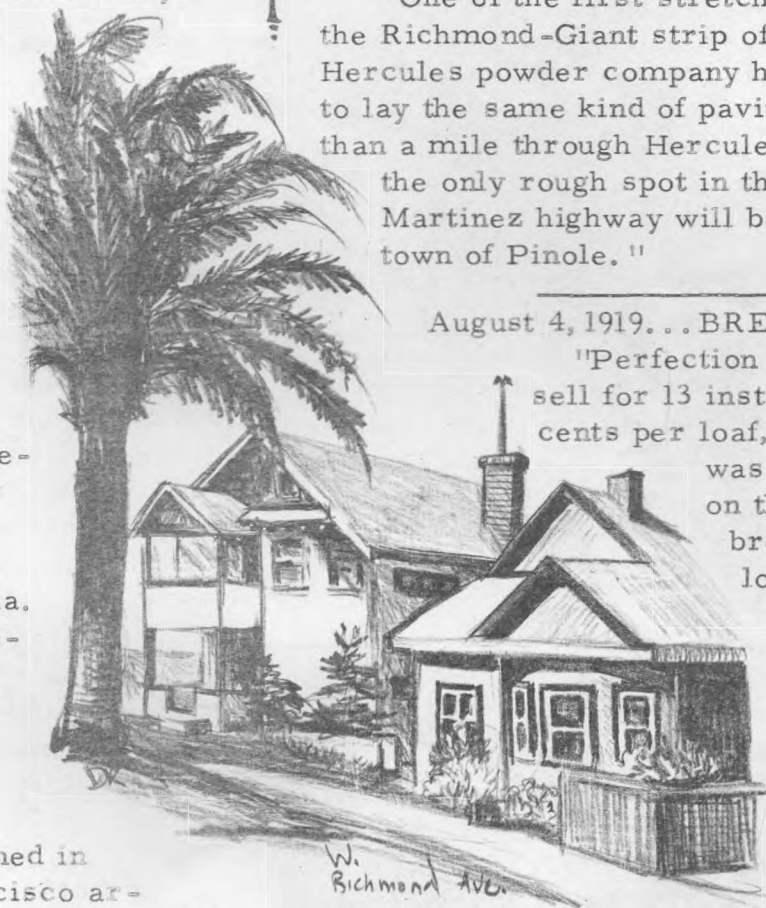 One of the first stretch
the Richmond-Giant strip of
Hercules powder company h
to lay the same kind of pavi
than a mile through Hercule
the only rough spot in th
Martinez highway will b
town of Pinole."
August 4, 1919...BRE
"Perfection
sell for 13 inst
cents per loaf,
was
on th
br
lo
e-
a.
-
ned in
cisco ar-
W.
Richmond Ave.